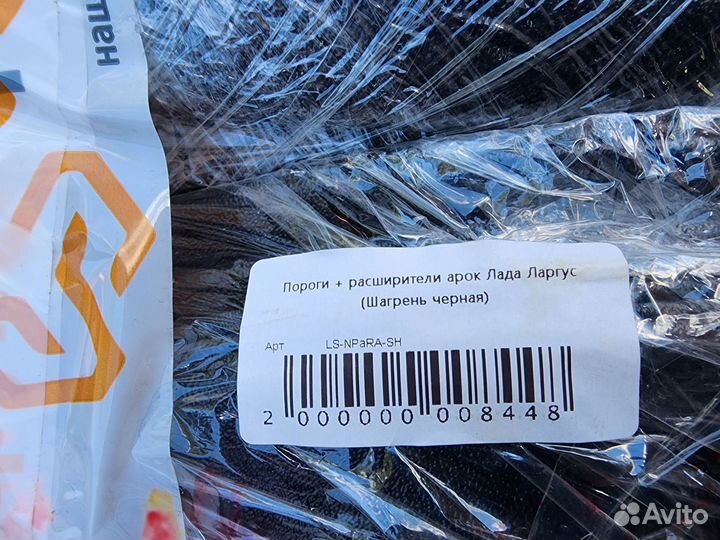 наш
Пороги + расширители арок Лада Ларгус
(Шагрень черная)
Арт LS-NPaRA-SH
2 000000 008448
Avito